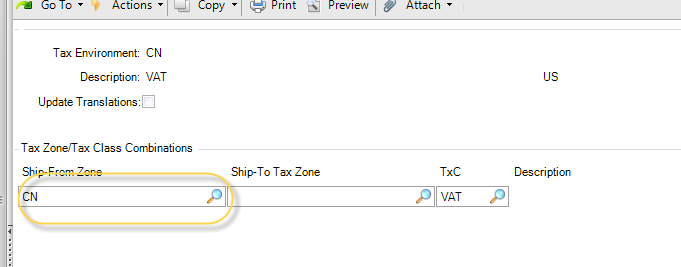 Go To Actions Copy Print Preview Attach
Tax Environment: CN
Description: VAT US
Update Translations:
Tax Zone/Tax Class Combinations
Ship-From Zone Ship-To Tax Zone TxC Description
CN VAT